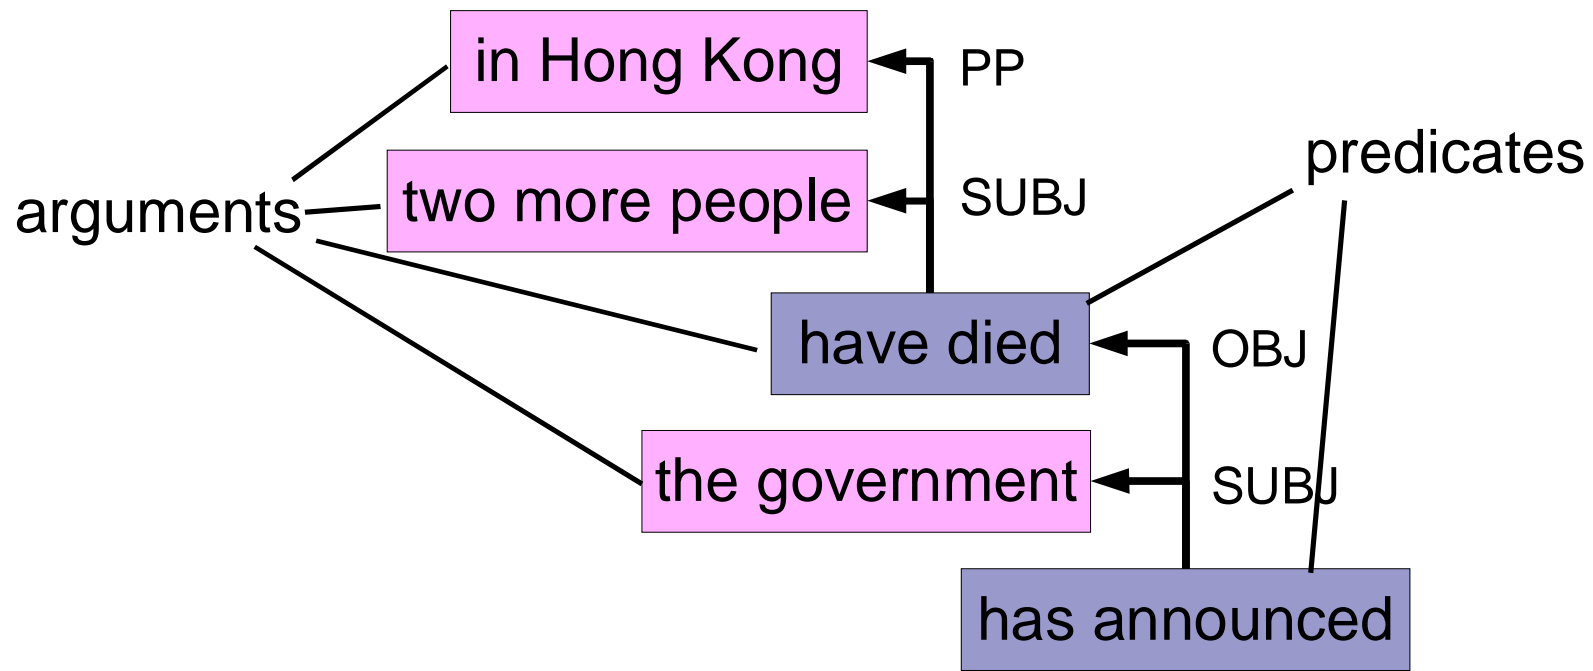 in Hong Kong
PP
predicates
two more people
SUBJ
arguments
have died
OBJ
the government
SUBJ
has announced